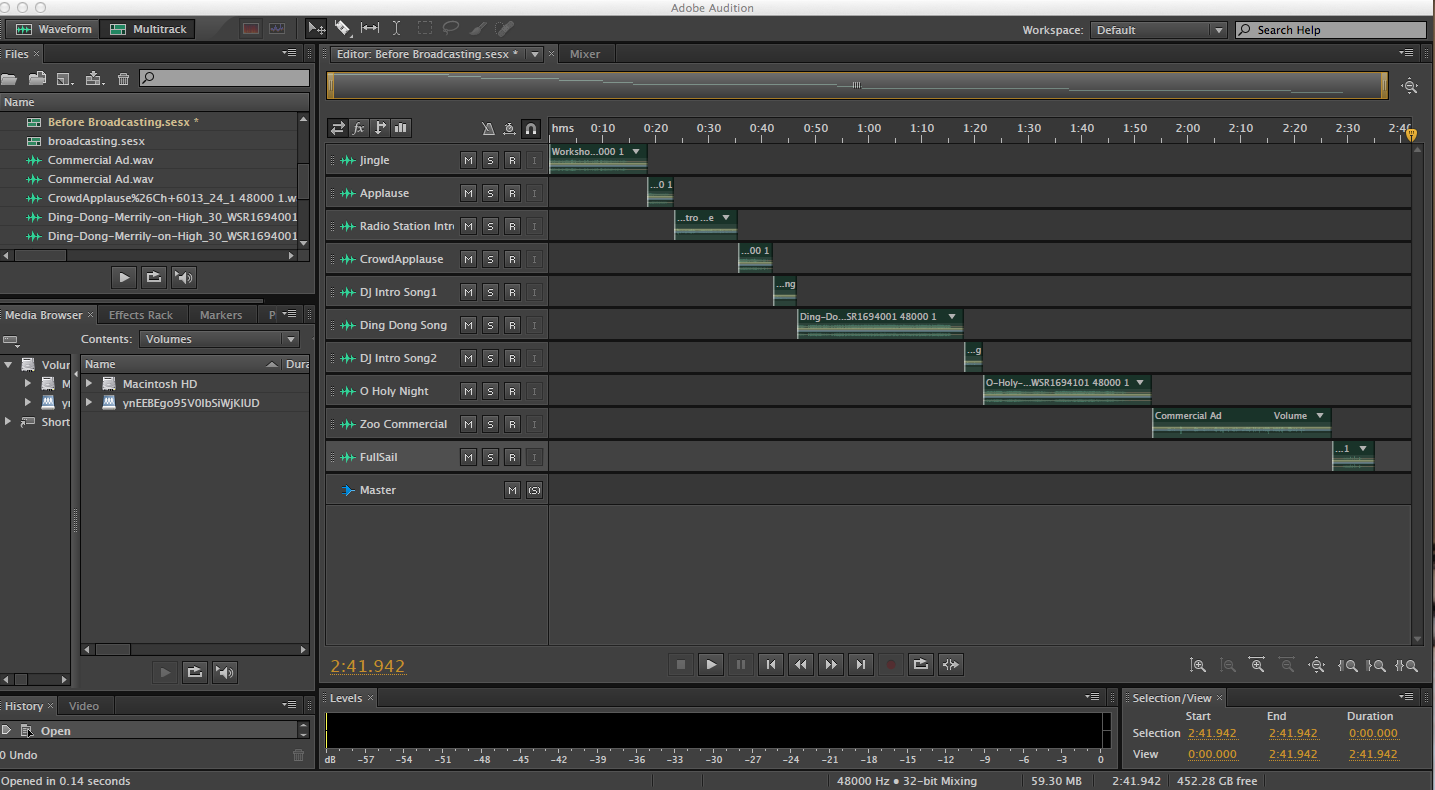 Adobe Audition
Waveform Multitrack Workspace: Default Search Help
Files × Editor: Before Broadcasting.sesx * × Mixer
Name
Before Broadcasting.sesx *
broadcasting.sesx
Commercial Ad.wav
Commercial Ad.wav
CrowdApplause%26Ch+6013_24_1 48000 1.w
Ding-Dong-Merrily-on-High_30_WSR1694001
Ding-Dong-Merrily-on-High_30_WSR1694001
fx hms 0:10 0:20 0:30 0:40 0:50 1:00 1:10 1:20 1:30 1:40 1:50 2:00 2:10 2:20 2:30 2:40
Jingle M S R I Worksho...000 1
Applause M S R I ...0 1
Radio Station Intr M S R I ...tro ...e
CrowdApplause M S R I ...00 1
DJ Intro Song1 M S R I ...ng
Ding Dong Song M S R I Ding-Do...SR1694001 48000 1
DJ Intro Song2 M S R I ...g
O Holy Night M S R I O-Holy-...WSR1694101 48000 1
Zoo Commercial M S R I Commercial Ad Volume
FullSail M S R I ...1
Master M (S)
Media Browser × Effects Rack Markers P
Contents: Volumes
Volur Name Dura
M Macintosh HD
yı ynEEBEgo95V0IbSiWjKIUD
Short
2:41.942
History × Video
Open
0 Undo
Levels ×
dB -57 -54 -51 -48 -45 -42 -39 -36 -33 -30 -27 -24 -21 -18 -15 -12 -9 -6 -3 0
Selection/View ×
Start End Duration
Selection 2:41.942 2:41.942 0:00.000
View 0:00.000 2:41.942 2:41.942
Opened in 0.14 seconds 48000 Hz ● 32-bit Mixing 59.30 MB 2:41.942 452.28 GB free